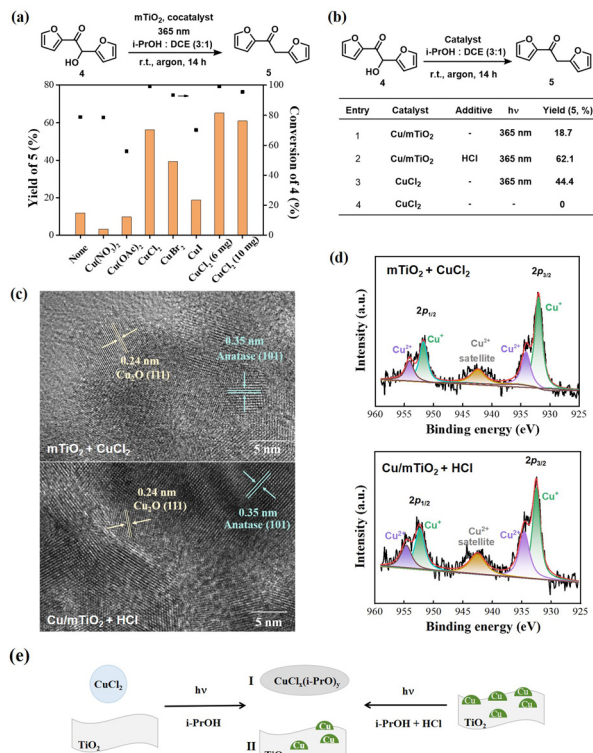 (a)
mTiO2, cocatalyst
365 nm
i-PrOH : DCE (3:1)
r.t., argon, 14 h
O
O
O
HO
4
O
O
O
5
Yield of 5 (%)
80
60
40
20
0
Conversion of 4 (%)
100
80
60
40
20
0
None
Cu(NO3)2
Cu(OAc)2
CuCl2
CuBr2
CuI
CuCl2 (6 mg)
CuCl2 (10 mg)
(b)
Catalyst
i-PrOH : DCE (3:1)
r.t., argon, 14 h
O
O
O
HO
4
O
O
O
5
Entry Catalyst Additive hν Yield (5, %)
1 Cu/mTiO2 - 365 nm 18.7
2 Cu/mTiO2 HCl 365 nm 62.1
3 CuCl2 - 365 nm 44.4
4 CuCl2 - - 0
(c)
0.24 nm
Cu2O (111)
0.35 nm
Anatase (101)
mTiO2 + CuCl2
5 nm
0.24 nm
Cu2O (111)
0.35 nm
Anatase (101)
Cu/mTiO2 + HCl
5 nm
(d)
mTiO2 + CuCl2
2p3/2
2p1/2
Cu+
Cu2+
Cu+
Cu2+
satellite
Cu2+
Intensity (a.u.)
960 955 950 945 940 935 930 925
Binding energy (eV)
Cu/mTiO2 + HCl
2p3/2
2p1/2
Cu+
Cu2+
Cu+
Cu2+
satellite
Cu2+
Intensity (a.u.)
960 955 950 945 940 935 930 925
Binding energy (eV)
(e)
CuCl2
TiO2
hν
i-PrOH
I CuClx(i-PrO)y
II TiO2 Cu Cu
hν
i-PrOH + HCl
Cu Cu Cu Cu Cu
TiO2